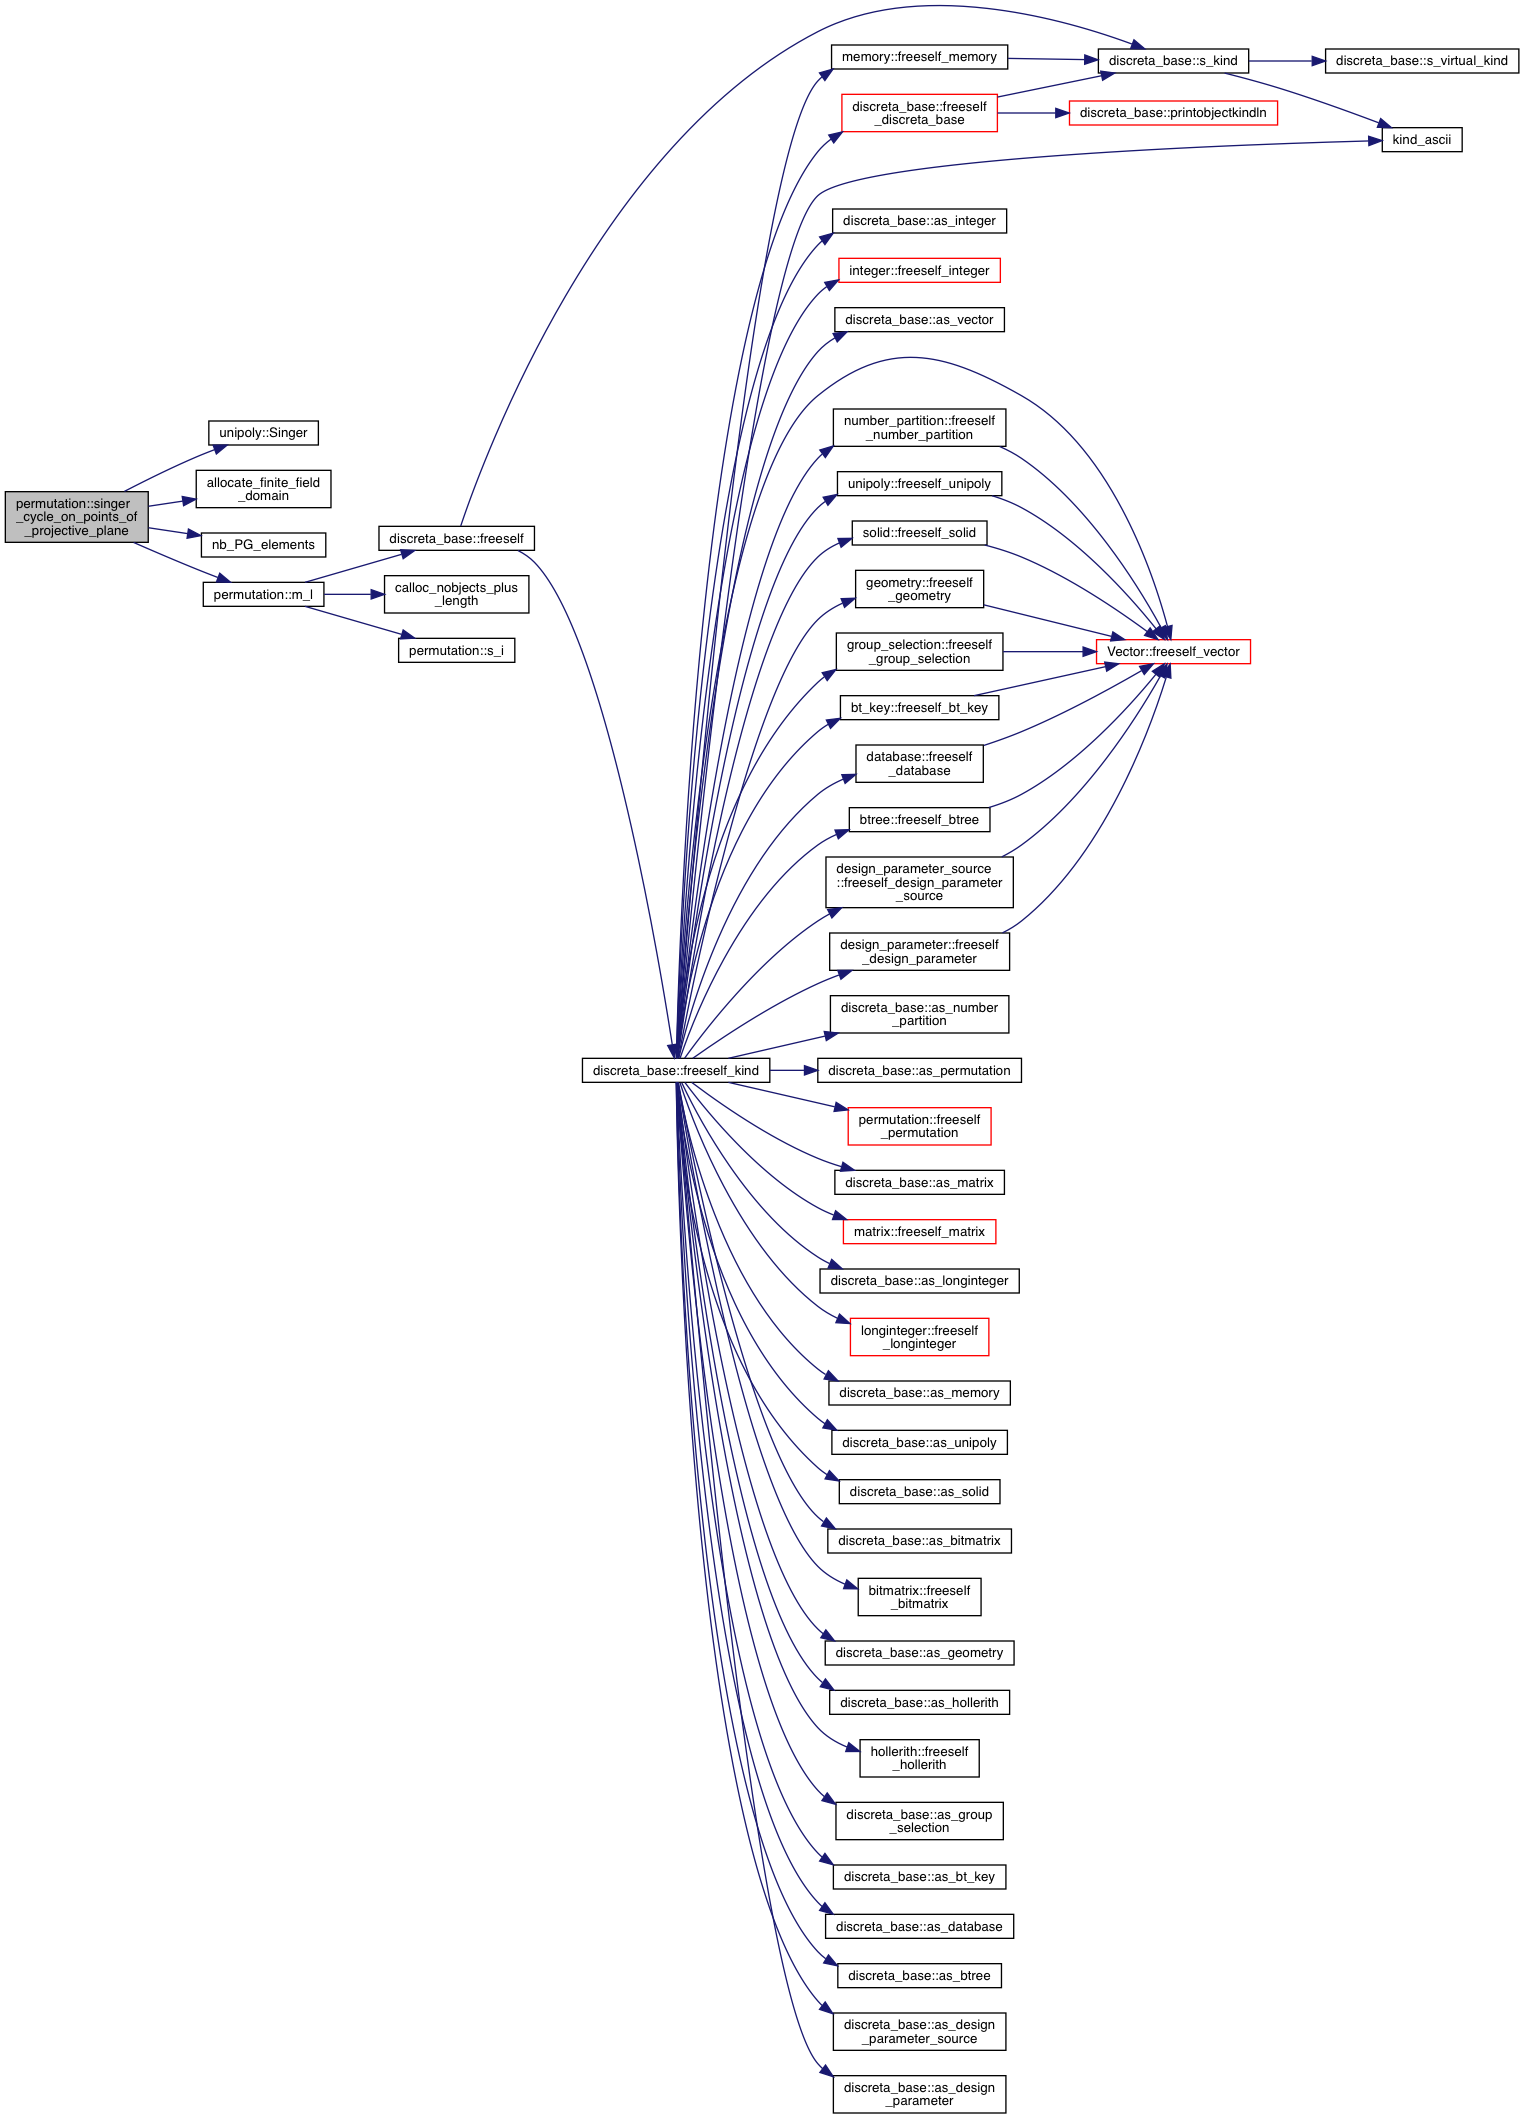 permutation::singer
_cycle_on_points_of
_projective_plane
unipoly::Singer
allocate_finite_field
_domain
nb_PG_elements
permutation::m_l
discreta_base::freeself
calloc_nobjects_plus
_length
permutation::s_i
discreta_base::freeself_kind
memory::freeself_memory
discreta_base::freeself
_discreta_base
discreta_base::as_integer
integer::freeself_integer
discreta_base::as_vector
number_partition::freeself
_number_partition
unipoly::freeself_unipoly
solid::freeself_solid
geometry::freeself
_geometry
group_selection::freeself
_group_selection
bt_key::freeself_bt_key
database::freeself
_database
btree::freeself_btree
design_parameter_source
::freeself_design_parameter
_source
design_parameter::freeself
_design_parameter
discreta_base::as_number
_partition
discreta_base::as_permutation
permutation::freeself
_permutation
discreta_base::as_matrix
matrix::freeself_matrix
discreta_base::as_longinteger
longinteger::freeself
_longinteger
discreta_base::as_memory
discreta_base::as_unipoly
discreta_base::as_solid
discreta_base::as_bitmatrix
bitmatrix::freeself
_bitmatrix
discreta_base::as_geometry
discreta_base::as_hollerith
hollerith::freeself
_hollerith
discreta_base::as_group
_selection
discreta_base::as_bt_key
discreta_base::as_database
discreta_base::as_btree
discreta_base::as_design
_parameter_source
discreta_base::as_design
_parameter
discreta_base::s_kind
discreta_base::printobjectkindln
Vector::freeself_vector
discreta_base::s_virtual_kind
kind_ascii